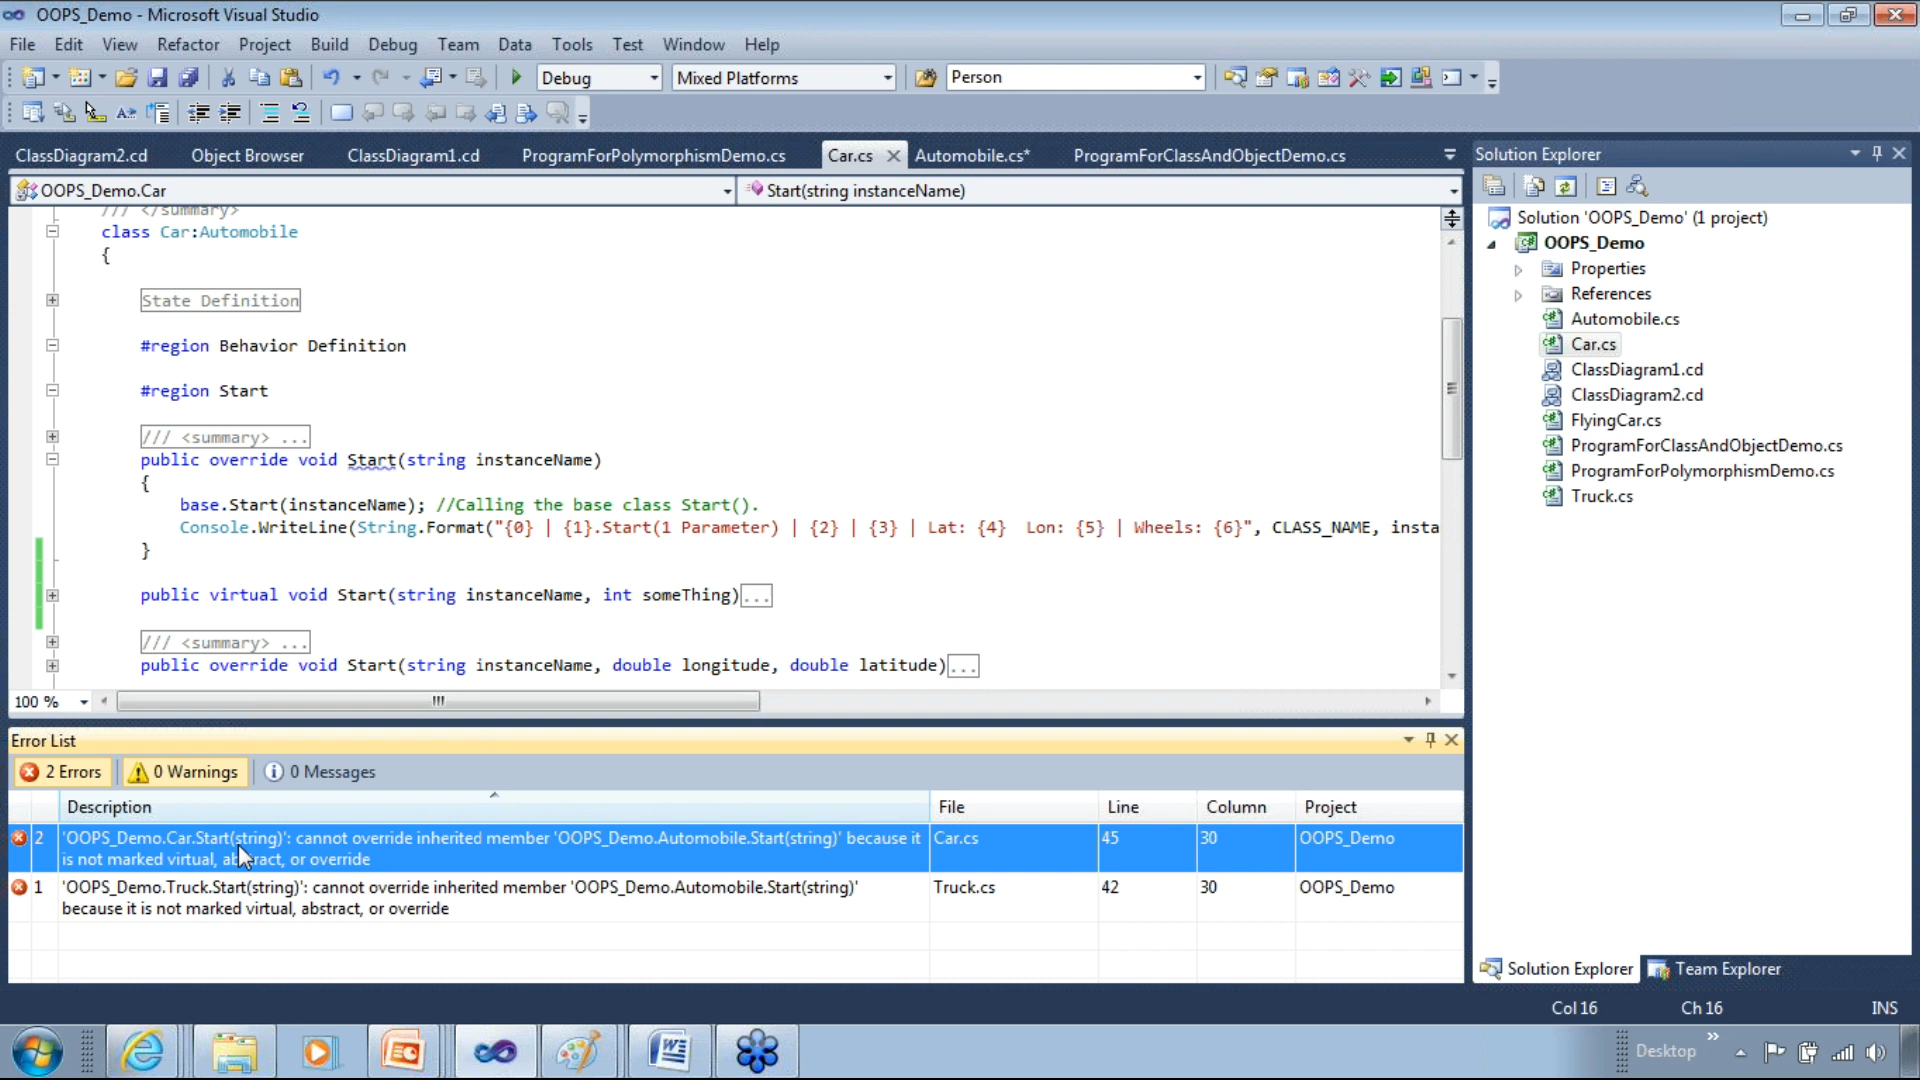 OOPS_Demo - Microsoft Visual Studio
File Edit View Refactor Project Build Debug Team Data Tools Test Window Help
Debug Mixed Platforms Person
ClassDiagram2.cd Object Browser ClassDiagram1.cd ProgramForPolymorphismDemo.cs Car.cs Automobile.cs* ProgramForClassAndObjectDemo.cs
OOPS_Demo.Car Start(string instanceName)
/// </summary>
class Car:Automobile
{
State Definition
#region Behavior Definition
#region Start
/// <summary> ...
public override void Start(string instanceName)
{
base.Start(instanceName); //Calling the base class Start().
Console.WriteLine(String.Format("{0} | {1}.Start(1 Parameter) | {2} | {3} | Lat: {4}  Lon: {5} | Wheels: {6}", CLASS_NAME, insta
}
public virtual void Start(string instanceName, int someThing)...
/// <summary> ...
public override void Start(string instanceName, double longitude, double latitude)...
100 %
Error List
2 Errors 0 Warnings 0 Messages
Description File Line Column Project
2 'OOPS_Demo.Car.Start(string)': cannot override inherited member 'OOPS_Demo.Automobile.Start(string)' because it Car.cs 45 30 OOPS_Demo
is not marked virtual, abstract, or override
1 'OOPS_Demo.Truck.Start(string)': cannot override inherited member 'OOPS_Demo.Automobile.Start(string)' Truck.cs 42 30 OOPS_Demo
because it is not marked virtual, abstract, or override
Solution Explorer
Solution 'OOPS_Demo' (1 project)
OOPS_Demo
Properties
References
Automobile.cs
Car.cs
ClassDiagram1.cd
ClassDiagram2.cd
FlyingCar.cs
ProgramForClassAndObjectDemo.cs
ProgramForPolymorphismDemo.cs
Truck.cs
Solution Explorer Team Explorer
Col 16 Ch 16 INS
Desktop